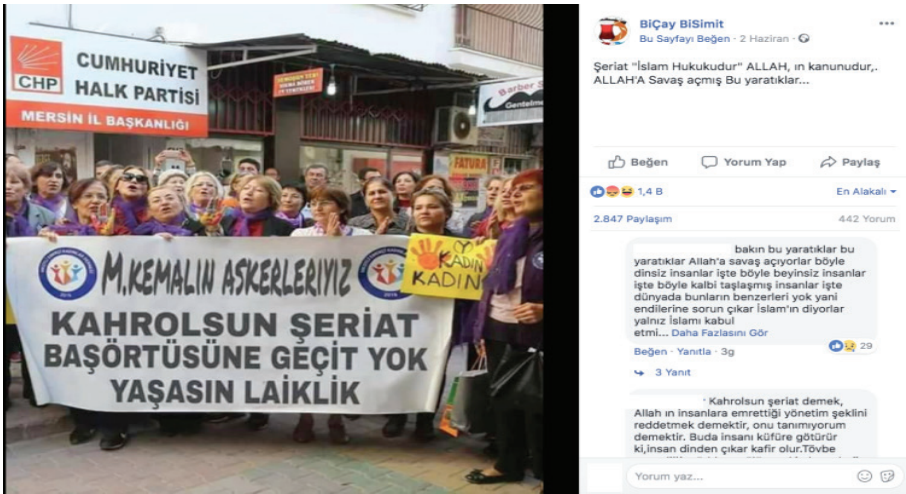 CHP
CUMHURİYET
HALK PARTİSİ
MERSİN İL BAŞKANLIĞI
Barber
Gentelme
FATURA
M.KEMALİN ASKERLERİYİZ
KAHROLSUN ŞERİAT
BAŞÖRTÜSÜNE GEÇİT YOK
YAŞASIN LAİKLİK
KADIN
KADIN
BiÇay BiSimit
Bu Sayfayı Beğen · 2 Haziran ·
Şeriat "İslam Hukukudur" ALLAH, ın kanunudur,.
ALLAH'A Savaş açmış Bu yaratıklar...
Beğen
Yorum Yap
Paylaş
1,4 B
En Alakalı
2.847 Paylaşım
442 Yorum
bakın bu yaratıklar bu
yaratıklar Allah'a savaş açıyorlar böyle
dinsiz insanlar işte böyle beyinsiz insanlar
işte böyle kalbi taşlaşmış insanlar işte
dünyada bunların benzerleri yok yani
endilerine sorun çıkar İslam'ın diyorlar
yalnız İslamı kabul
etmi... Daha Fazlasını Gör
29
Beğen · Yanıtla · 3g
3 Yanıt
Kahrolsun şeriat demek,
Allah ın insanlara emrettiği yönetim şeklini
reddetmek demektir, onu tanımıyorum
demektir. Buda insanı küfüre götürür
ki,insan dinden çıkar kafir olur.Tövbe
Yorum yaz...